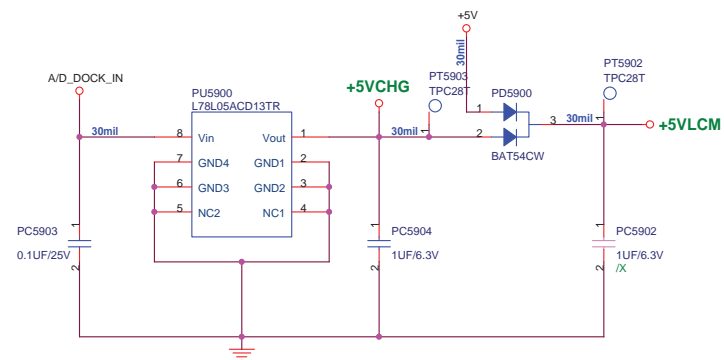 +5V
A/D_DOCK_IN
30mil
PU5900
L78L05ACD13TR
8
Vin
7
GND4
6
GND3
5
NC2
Vout
1
GND1
2
GND2
3
NC1
4
+5VCHG
30mil
PT5903
TPC28T
1
30mil
PD5900
1
2
3
BAT54CW
30mil
PT5902
TPC28T
1
+5VLCM
PC5903
0.1UF/25V
1
2
PC5904
1UF/6.3V
1
2
PC5902
1UF/6.3V
/X
1
2